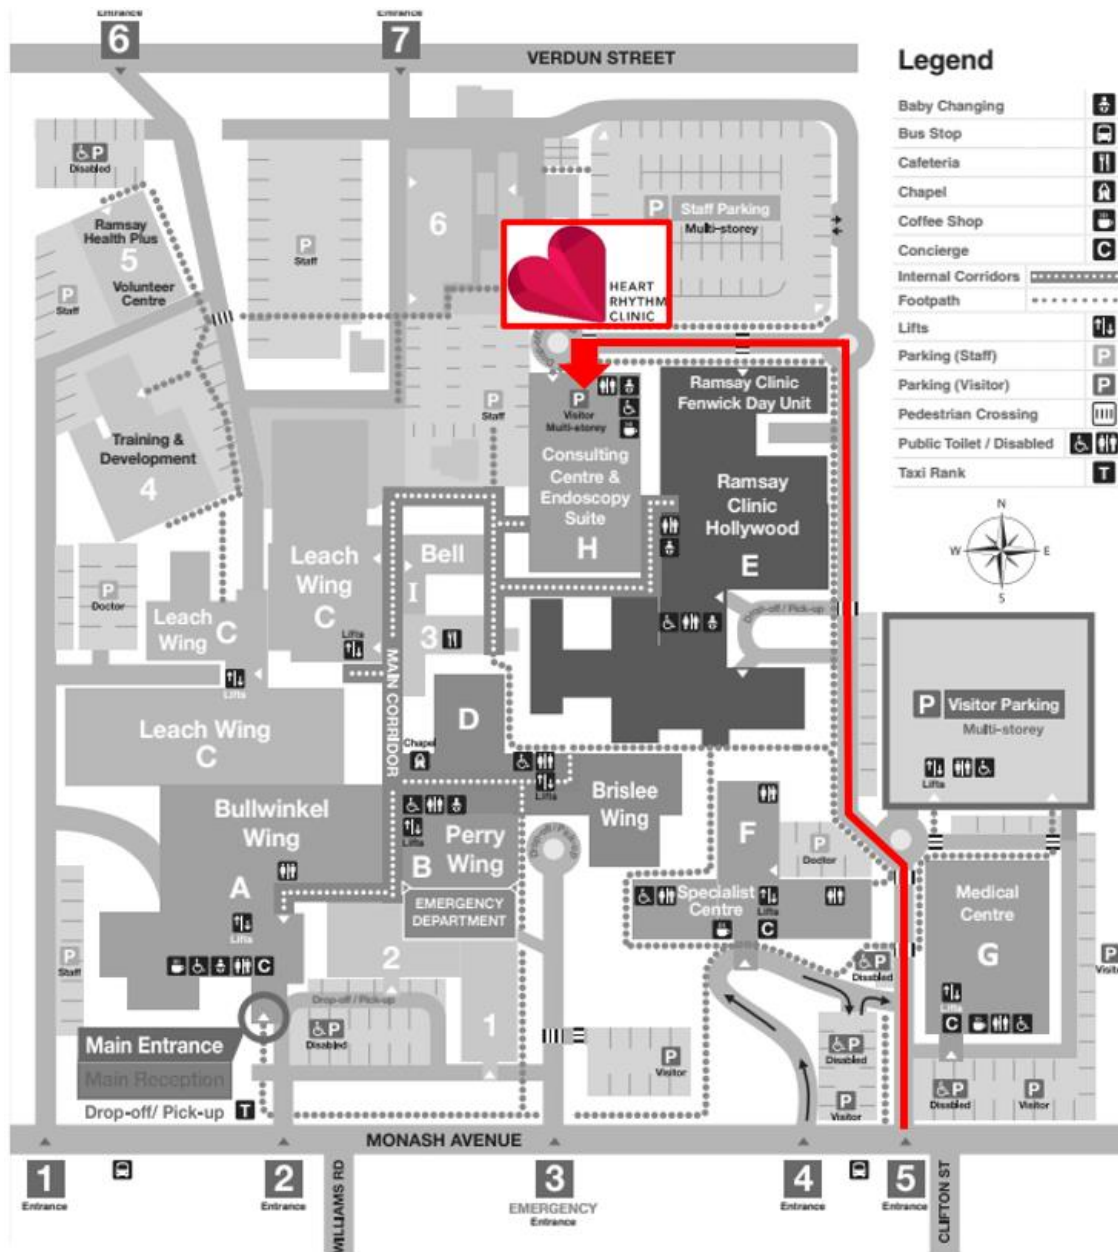 Entrance
6
Entrance
7
VERDUN STREET
Legend
Baby Changing
Bus Stop
Cafeteria
Chapel
Coffee Shop
Concierge
C
Internal Corridors
Footpath
Lifts
Parking (Staff)
P
Parking (Visitor)
P
Pedestrian Crossing
Public Toilet / Disabled
Taxi Rank
T
N
W
E
S
P
Disabled
Ramsay
Health Plus
5
Volunteer
Centre
P
Staff
P
Staff
6
P
Staff Parking
Multi-storey
HEART
RHYTHM
CLINIC
P
Staff
P
Visitor
Multi-storey
Consulting
Centre &
Endoscopy
Suite
H
Ramsay Clinic
Fenwick Day Unit
Ramsay
Clinic
Hollywood
E
Drop-off / Pick-up
Training &
Development
4
P
Doctor
Leach
Wing
C
Lifts
Leach
Wing
C
Lifts
Bell
I
3
MAIN CORRIDOR
Leach Wing
C
D
Chapel
Lifts
P
Visitor Parking
Multi-storey
Lifts
Bullwinkel
Wing
A
Lifts
C
Lifts
Perry
Wing
B
EMERGENCY
DEPARTMENT
Brislee
Wing
Drop-off / Pick-up
F
P
Doctor
Specialist
Centre
Lifts
C
Medical
Centre
G
Lifts
C
P
Staff
2
1
Drop-off / Pick-up
P
Disabled
P
Visitor
P
Disabled
P
Disabled
P
Visitor
P
Disabled
P
Visitor
P
Main Entrance
Main Reception
Drop-off/ Pick-up
T
MONASH AVENUE
1
Entrance
2
Entrance
WILLIAMS RD
3
EMERGENCY
Entrance
4
Entrance
5
Entrance
CLIFTON ST